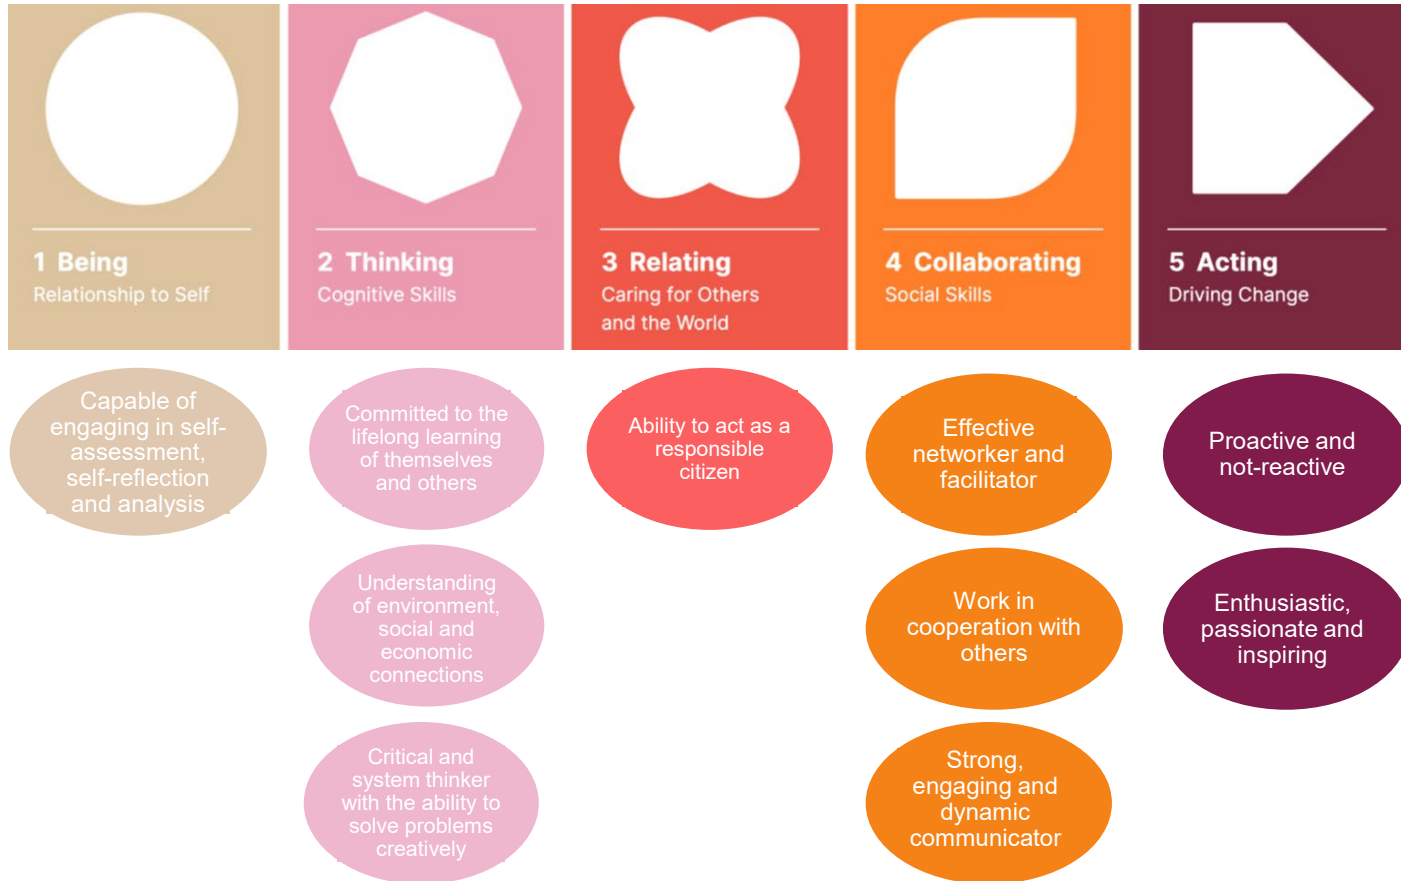 1 Being
Relationship to Self
2 Thinking
Cognitive Skills
3 Relating
Caring for Others
and the World
4 Collaborating
Social Skills
5 Acting
Driving Change
Capable of
engaging in self-
assessment,
self-reflection
and analysis
Committed to the
lifelong learning
of themselves
and others
Ability to act as a
responsible
citizen
Effective
networker and
facilitator
Proactive and
not-reactive
Understanding
of environment,
social and
economic
connections
Work in
cooperation with
others
Enthusiastic,
passionate and
inspiring
Critical and
system thinker
with the ability to
solve problems
creatively
Strong,
engaging and
dynamic
communicator